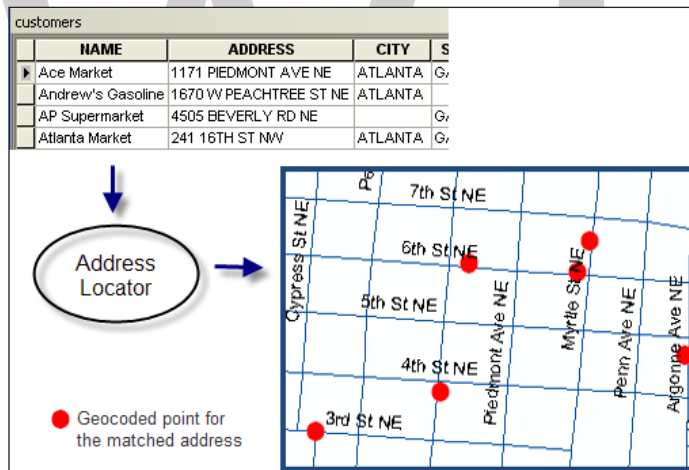 customers
NAME ADDRESS CITY S
Ace Market 1171 PIEDMONT AVE NE ATLANTA G
Andrew's Gasoline 1670 W PEACHTREE ST NE ATLANTA
AP Supermarket 4505 BEVERLY RD NE G
Atlanta Market 241 16TH ST NW ATLANTA G
Address
Locator
7th St NE
6th St NE
5th St NE
4th St NE
3rd St NE
Cypress St NE
Piedmont Ave NE
Myrtle St NE
Penn Ave NE
Argonne Ave NE
Geocoded point for
the matched address